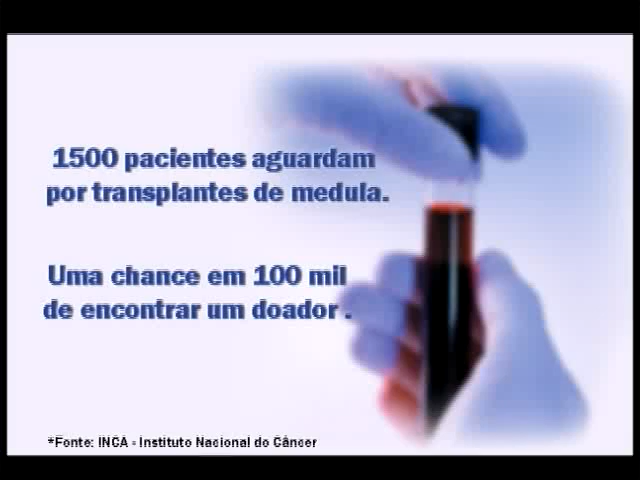 1500 pacientes aguardam
por transplantes de medula.
Uma chance em 100 mil
de encontrar um doador .
*Fonte: INCA - Instituto Nacional do Câncer